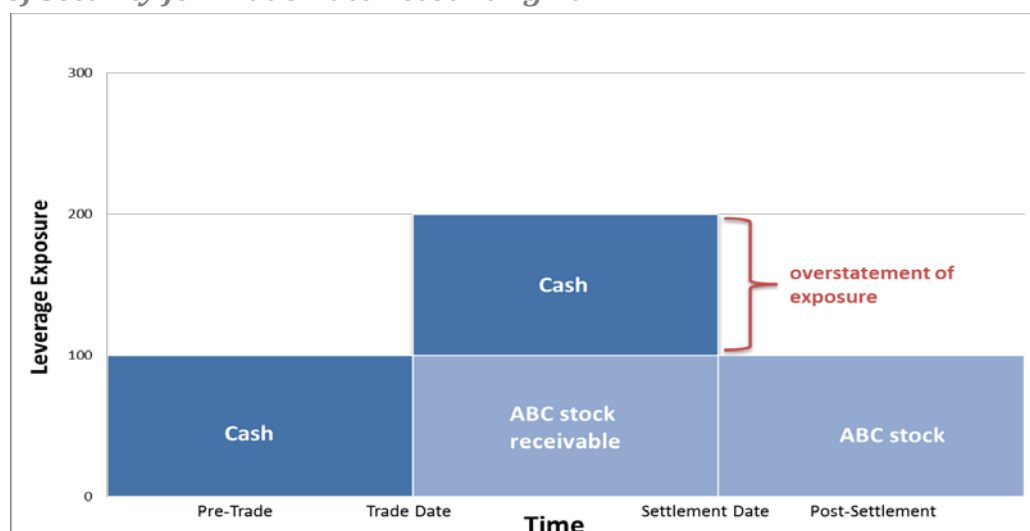 300
200
100
0
Leverage Exposure
Cash
overstatement of
exposure
Cash
ABC stock
receivable
ABC stock
Pre-Trade
Trade Date
Settlement Date
Post-Settlement
Time